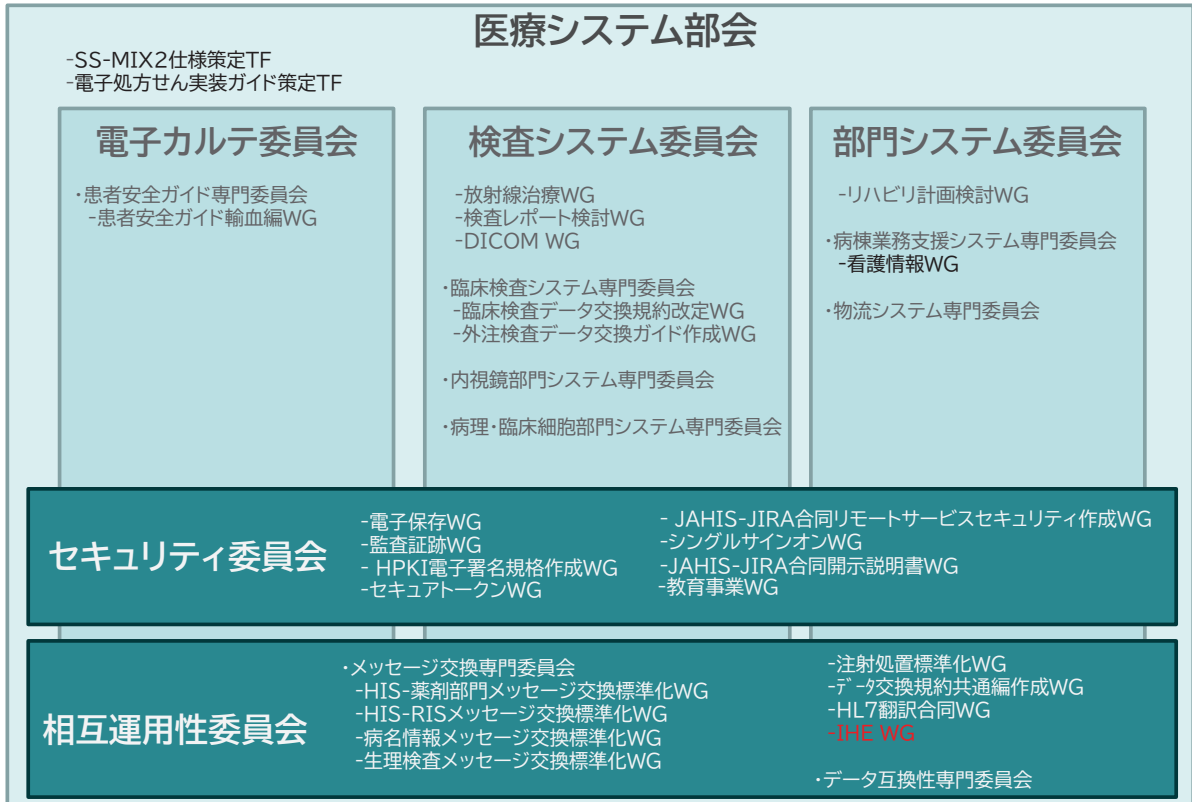 医療システム部会
-SS-MIX2仕様策定TF
-電子処方せん実装ガイド策定TF
電子カルテ委員会
・患者安全ガイド専門委員会
-患者安全ガイド輸血編WG
検査システム委員会
-放射線治療WG
-検査レポート検討WG
-DICOM WG
・臨床検査システム専門委員会
-臨床検査データ交換規約改定WG
-外注検査データ交換ガイド作成WG
・内視鏡部門システム専門委員会
・病理・臨床細胞部門システム専門委員会
部門システム委員会
-リハビリ計画検討WG
・病棟業務支援システム専門委員会
-看護情報WG
・物流システム専門委員会
セキュリティ委員会
-電子保存WG
-監査証跡WG
- HPKI電子署名規格作成WG
-セキュアトークンWG
- JAHIS-JIRA合同リモートサービスセキュリティ作成WG
-シングルサインオンWG
-JAHIS-JIRA合同開示説明書WG
-教育事業WG
相互運用性委員会
・メッセージ交換専門委員会
-HIS-薬剤部門メッセージ交換標準化WG
-HIS-RISメッセージ交換標準化WG
-病名情報メッセージ交換標準化WG
-生理検査メッセージ交換標準化WG
-注射処置標準化WG
-ﾃﾞｰﾀ交換規約共通編作成WG
-HL7翻訳合同WG
-IHE WG
・データ互換性専門委員会